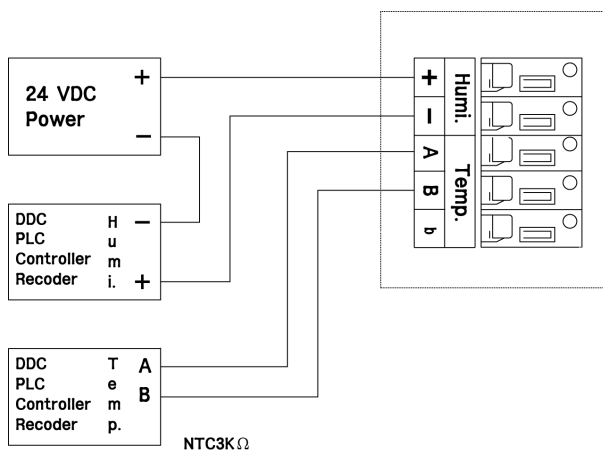 24 VDC
Power
+
−
DDC
PLC
Controller
Recoder
H
u
m
i.
−
+
DDC
PLC
Controller
Recoder
T
e
m
p.
A
B
NTC3KΩ
+
−
A
B
b
Humi.
Temp.